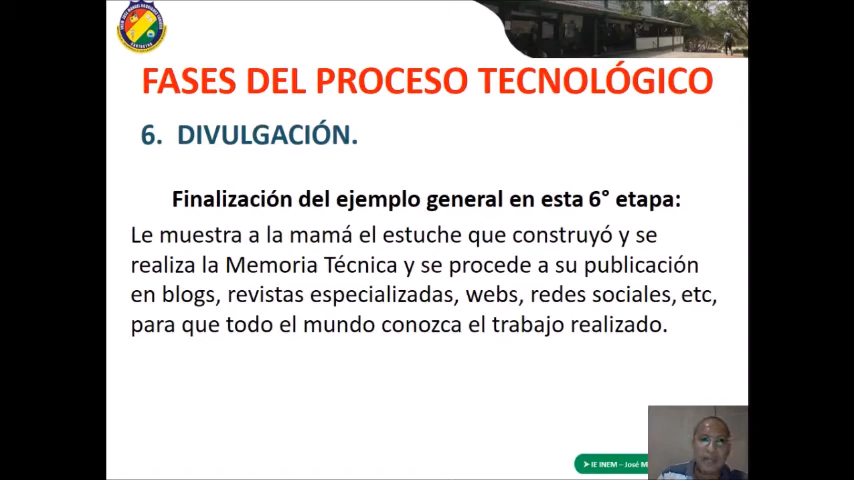 FASES DEL PROCESO TECNOLÓGICO
6. DIVULGACIÓN.
Finalización del ejemplo general en esta 6° etapa:
Le muestra a la mamá el estuche que construyó y se
realiza la Memoria Técnica y se procede a su publicación
en blogs, revistas especializadas, webs, redes sociales, etc,
para que todo el mundo conozca el trabajo realizado.
➤ IE INEM – José M